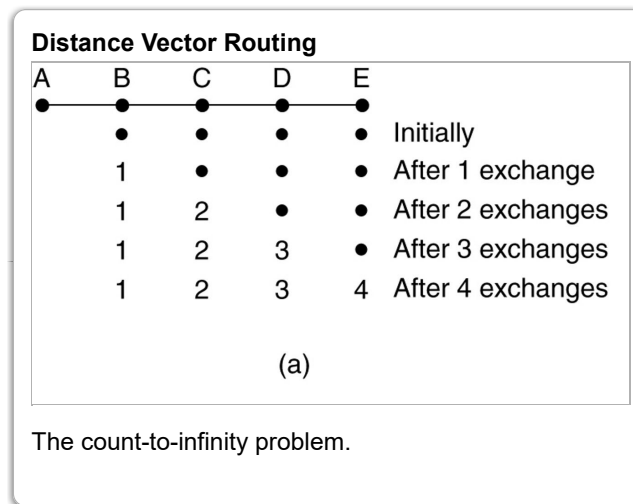 Distance Vector Routing
A B C D E
Initially
1 After 1 exchange
1 2 After 2 exchanges
1 2 3 After 3 exchanges
1 2 3 4 After 4 exchanges
(a)
The count-to-infinity problem.